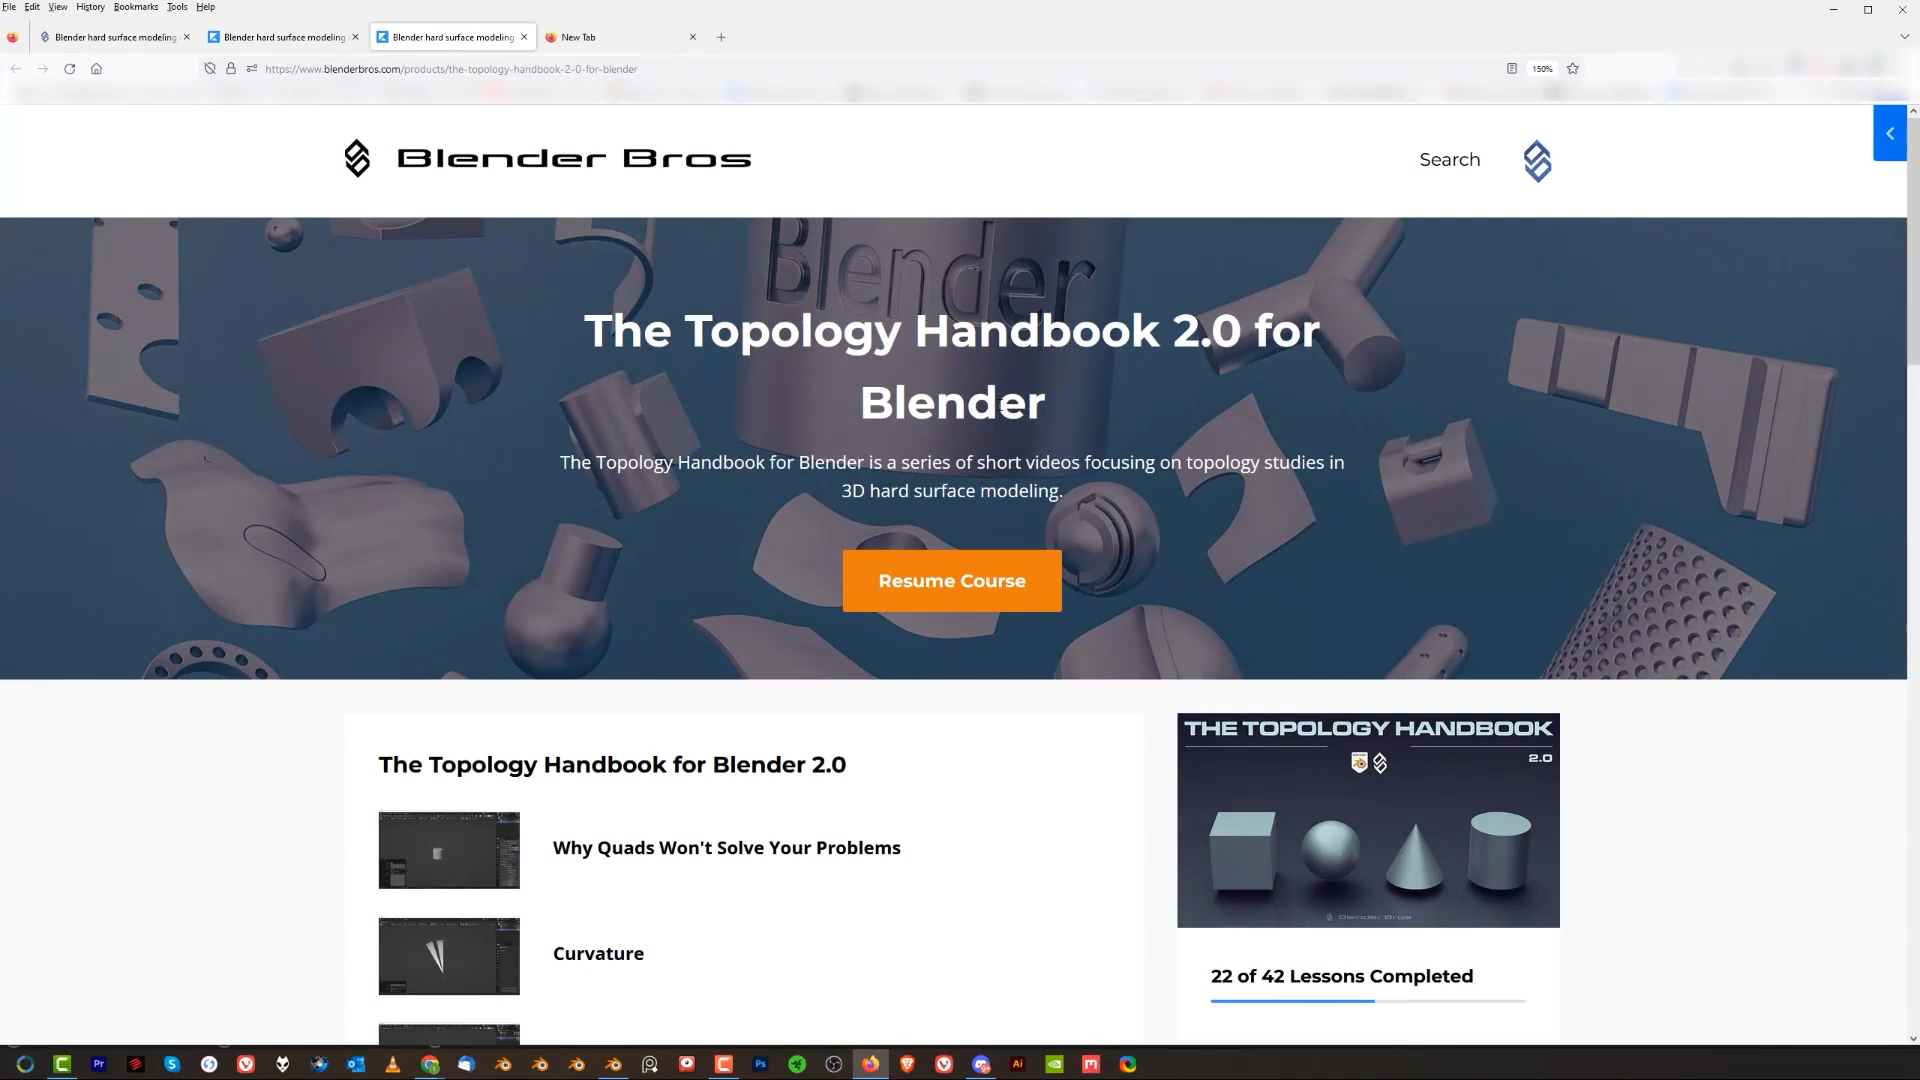 File Edit View History Bookmarks Tools Help
Blender hard surface modeling
Blender hard surface modeling
Blender hard surface modeling
New Tab
https://www.blenderbros.com/products/the-topology-handbook-2-0-for-blender
150%
Blender Bros
Search
Blender
The Topology Handbook 2.0 for
Blender
The Topology Handbook for Blender is a series of short videos focusing on topology studies in
3D hard surface modeling.
Resume Course
The Topology Handbook for Blender 2.0
Why Quads Won't Solve Your Problems
Curvature
THE TOPOLOGY HANDBOOK
2.0
Blender Bros
22 of 42 Lessons Completed
Pr
Ps
Ai